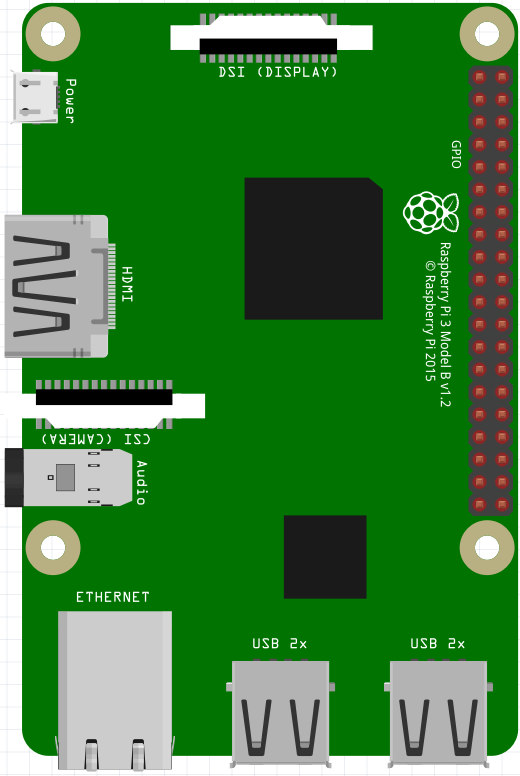 DSI (DISPLAY)
Power
GPIO
HDMI
Raspberry Pi 3 Model B v1.2
© Raspberry Pi 2015
CSI (CAMERA)
Audio
ETHERNET
USB 2x
USB 2x